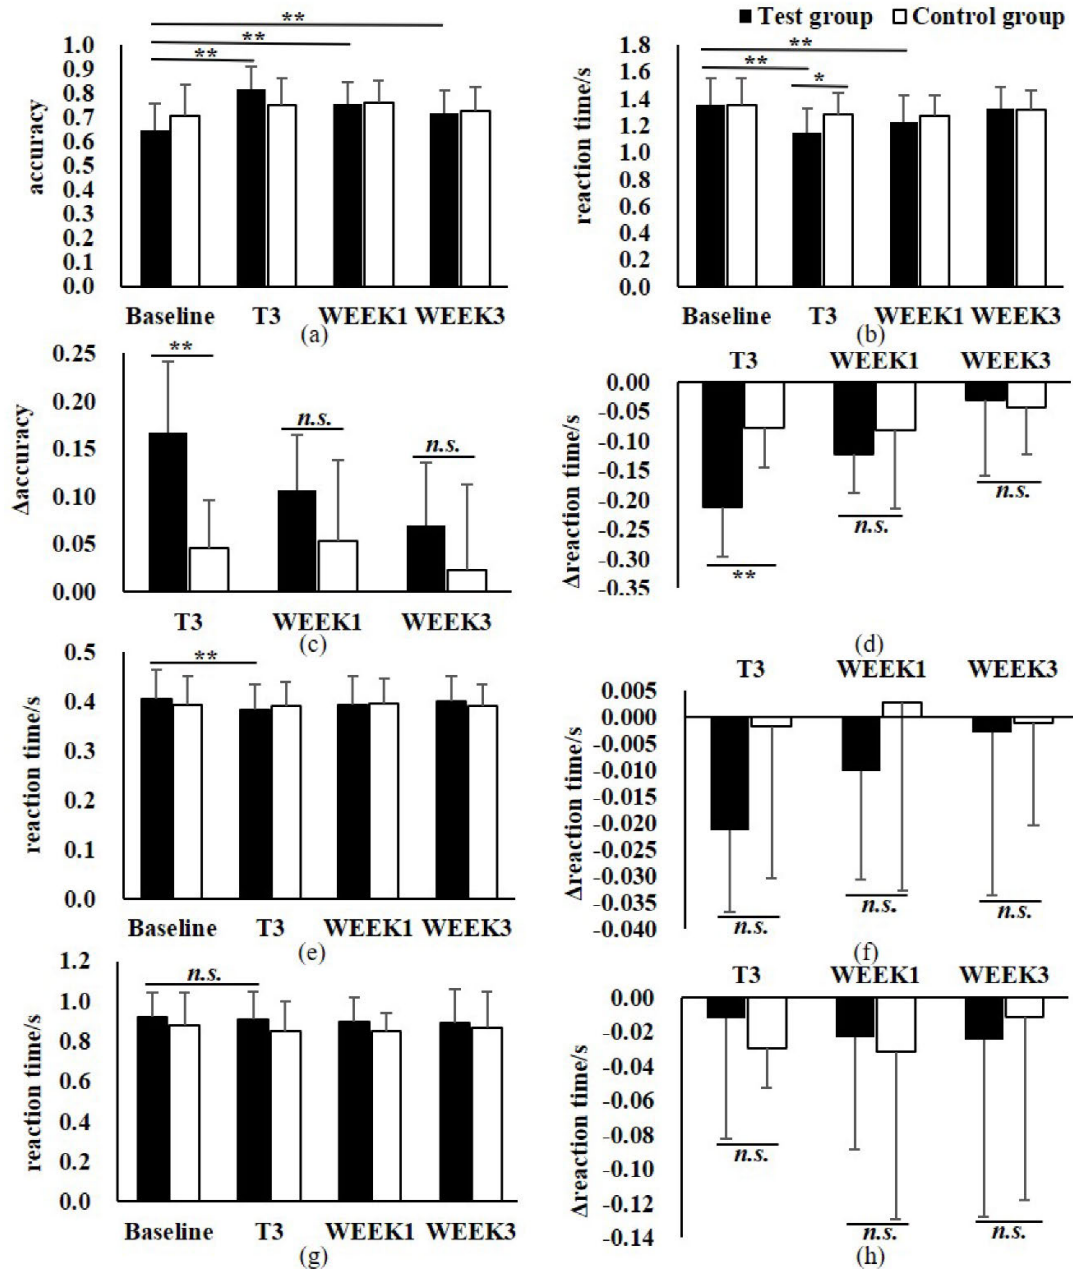 Test group Control group
**
**
**
accuracy
1.0
0.9
0.8
0.7
0.6
0.5
0.4
0.3
0.2
0.1
0.0
Baseline T3 WEEK1 WEEK3
(a)
**
**
*
reaction time/s
1.8
1.6
1.4
1.2
1.0
0.8
0.6
0.4
0.2
0.0
Baseline T3 WEEK1 WEEK3
(b)
**
n.s.
n.s.
Δaccuracy
0.25
0.20
0.15
0.10
0.05
0.00
T3 WEEK1 WEEK3
(c)
T3 WEEK1 WEEK3
Δreaction time/s
0.00
-0.05
-0.10
-0.15
-0.20
-0.25
-0.30
-0.35
**
n.s.
n.s.
(d)
**
reaction time/s
0.5
0.4
0.3
0.2
0.1
0.0
Baseline T3 WEEK1 WEEK3
(e)
T3 WEEK1 WEEK3
Δreaction time/s
0.005
0.000
-0.005
-0.010
-0.015
-0.020
-0.025
-0.030
-0.035
-0.040
n.s.
n.s.
n.s.
(f)
n.s.
reaction time/s
1.2
1.0
0.8
0.6
0.4
0.2
0.0
Baseline T3 WEEK1 WEEK3
(g)
T3 WEEK1 WEEK3
Δreaction time/s
0.00
-0.02
-0.04
-0.06
-0.08
-0.10
-0.12
-0.14
n.s.
n.s.
n.s.
(h)